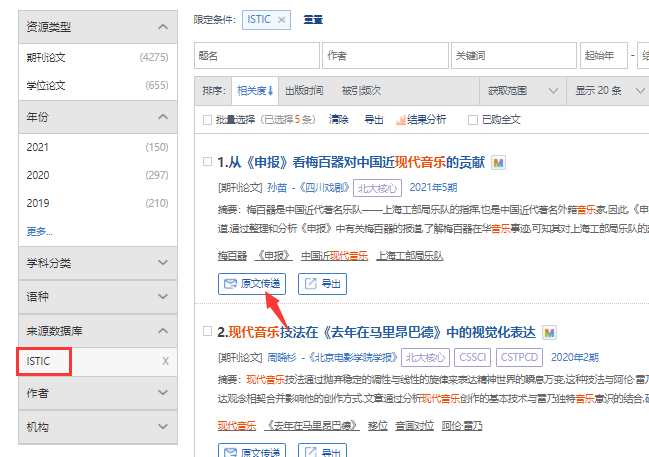 资源类型
期刊论文 (4275)
学位论文 (655)
年份
2021 (150)
2020 (297)
2019 (210)
更多...
学科分类
语种
来源数据库
ISTIC X
作者
机构
限定条件: ISTIC × 重置
题名 作者 关键词 起始年 -
排序: 相关度↓ 出版时间 被引频次 获取范围 显示 20 条
批量选择 (已选择5 条) 清除 导出 结果分析 已购全文
1.从《申报》看梅百器对中国近现代音乐的贡献 M
[期刊论文] 孙苗 -《四川戏剧》 北大核心 2021年5期
摘要：梅百器是中国近代著名乐队——上海工部局乐队的指挥,也是中国近代著名外籍音乐家,因此,《申
道,通过整理和分析《申报》中有关梅百器的报道,了解梅百器在华音乐事迹,可知其对上海工部局乐队的
梅百器 《申报》 中国近现代音乐 上海工部局乐队
原文传递 导出
2.现代音乐技法在《去年在马里昂巴德》中的视觉化表达 M
[期刊论文] 周晓杉 -《北京电影学院学报》 北大核心 CSSCI CSTPCD 2020年2期
摘要：现代音乐技法通过抛弃稳定的调性与线性的旋律来表达精神世界的瞬息万变,这种技法与阿伦·雷
达观念相契合并影响他的创作方式.文章通过分析现代音乐创作的基本技术与雷乃独特音乐意识的结合,
现代音乐 《去年在马里昂巴德》 移位 音画对位 阿伦·雷乃
原文传递 导出